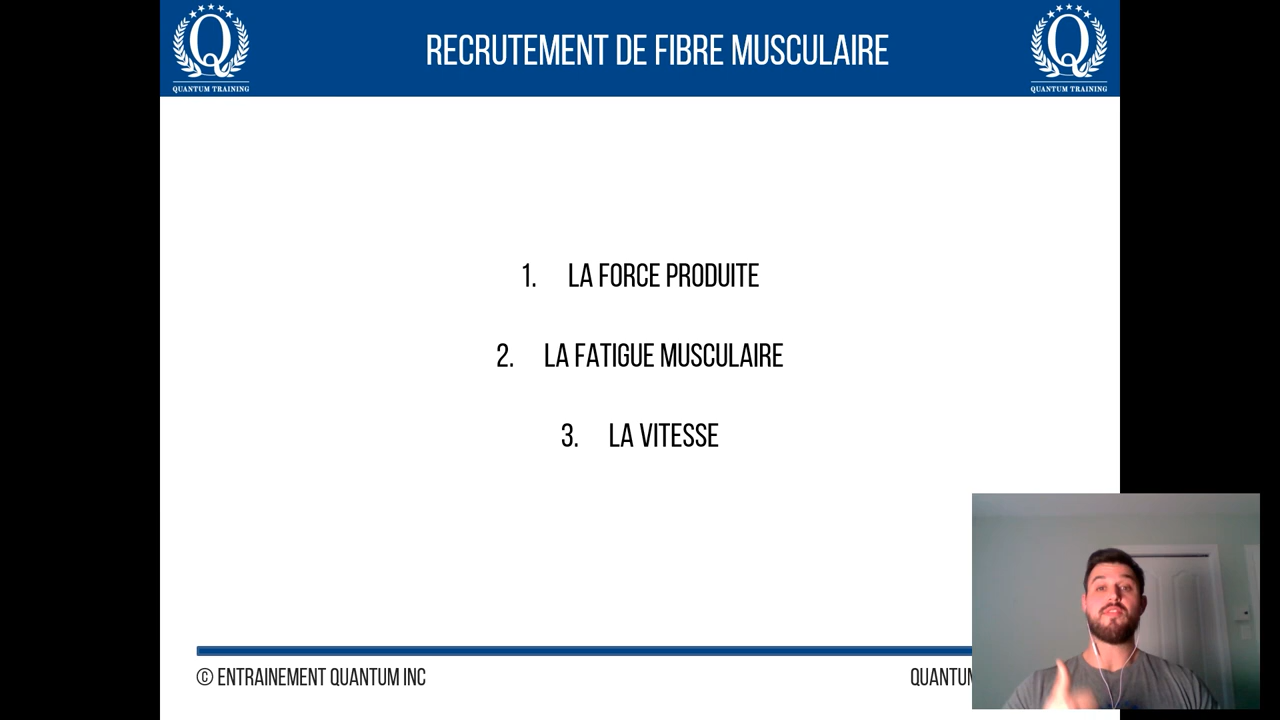 Q
QUANTUM TRAINING
RECRUTEMENT DE FIBRE MUSCULAIRE
Q
QUANTUM TRAINING
1. LA FORCE PRODUITE
2. LA FATIGUE MUSCULAIRE
3. LA VITESSE
© ENTRAINEMENT QUANTUM INC
QUANTUM